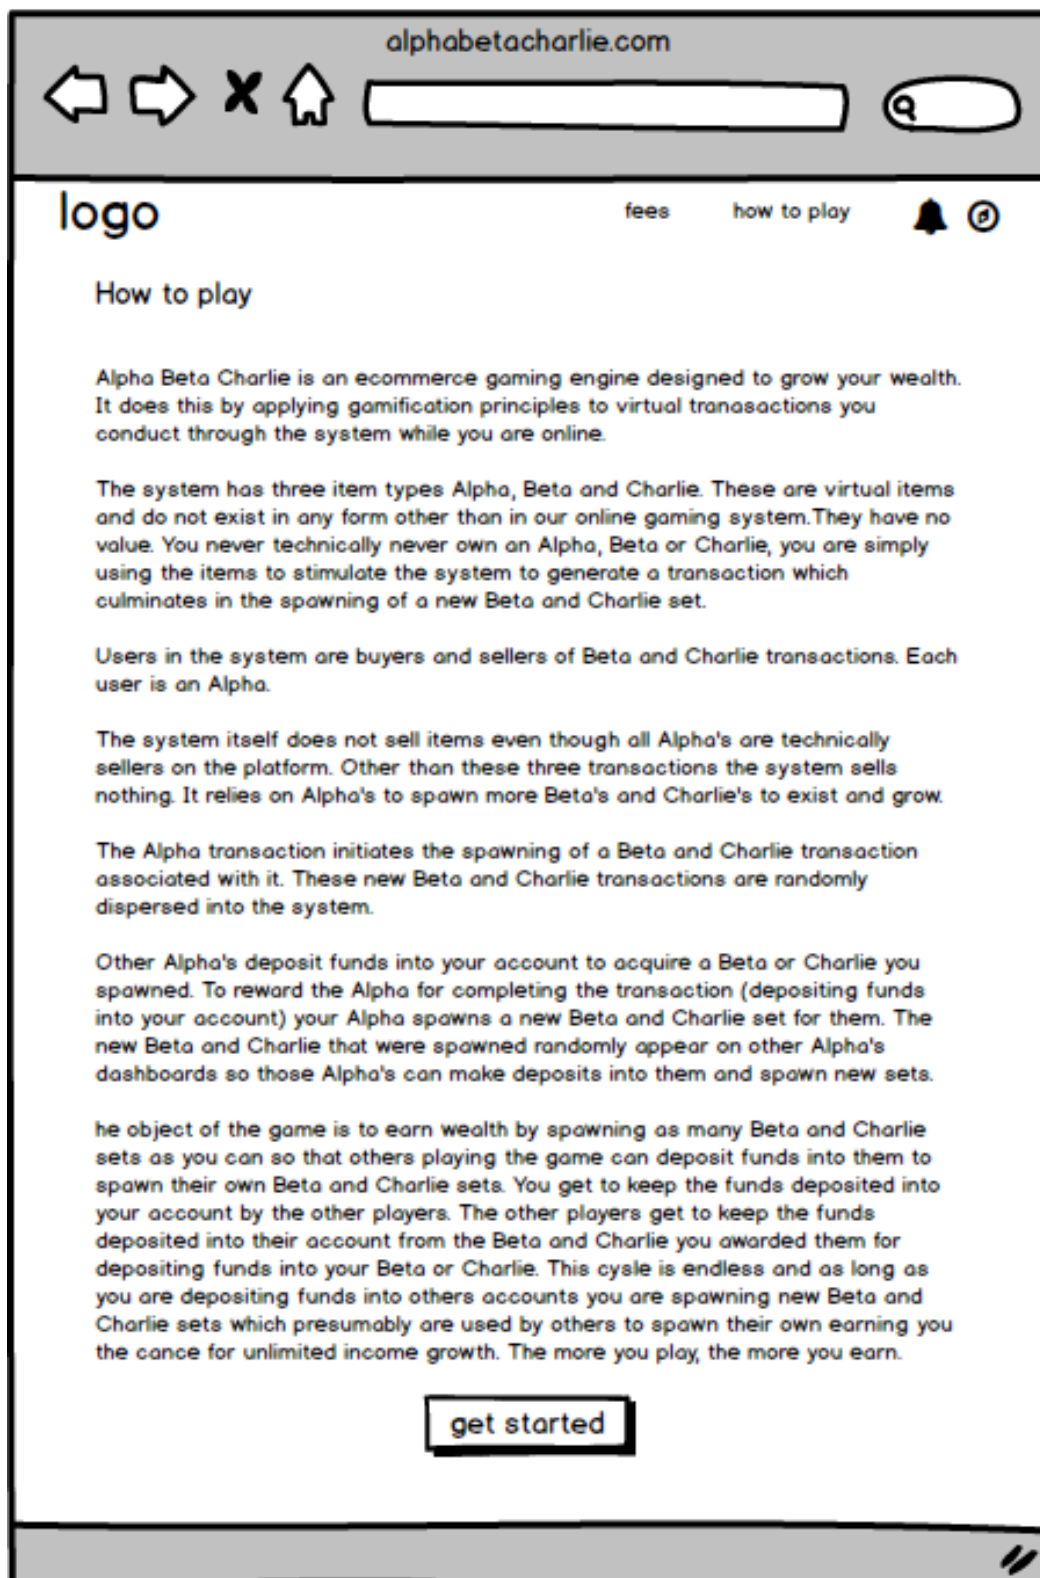 alphabetacharlie.com
logo
fees
how to play
How to play
Alpha Beta Charlie is an ecommerce gaming engine designed to grow your wealth.
It does this by applying gamification principles to virtual tranasactions you
conduct through the system while you are online.
The system has three item types Alpha, Beta and Charlie. These are virtual items
and do not exist in any form other than in our online gaming system.They have no
value. You never technically never own an Alpha, Beta or Charlie, you are simply
using the items to stimulate the system to generate a transaction which
culminates in the spawning of a new Beta and Charlie set.
Users in the system are buyers and sellers of Beta and Charlie transactions. Each
user is an Alpha.
The system itself does not sell items even though all Alpha's are technically
sellers on the platform. Other than these three transactions the system sells
nothing. It relies on Alpha's to spawn more Beta's and Charlie's to exist and grow.
The Alpha transaction initiates the spawning of a Beta and Charlie transaction
associated with it. These new Beta and Charlie transactions are randomly
dispersed into the system.
Other Alpha's deposit funds into your account to acquire a Beta or Charlie you
spawned. To reward the Alpha for completing the transaction (depositing funds
into your account) your Alpha spawns a new Beta and Charlie set for them. The
new Beta and Charlie that were spawned randomly appear on other Alpha's
dashboards so those Alpha's can make deposits into them and spawn new sets.
he object of the game is to earn wealth by spawning as many Beta and Charlie
sets as you can so that others playing the game can deposit funds into them to
spawn their own Beta and Charlie sets. You get to keep the funds deposited into
your account by the other players. The other players get to keep the funds
deposited into their account from the Beta and Charlie you awarded them for
depositing funds into your Beta or Charlie. This cysle is endless and as long as
you are depositing funds into others accounts you are spawning new Beta and
Charlie sets which presumably are used by others to spawn their own earning you
the cance for unlimited income growth. The more you play, the more you earn.
get started